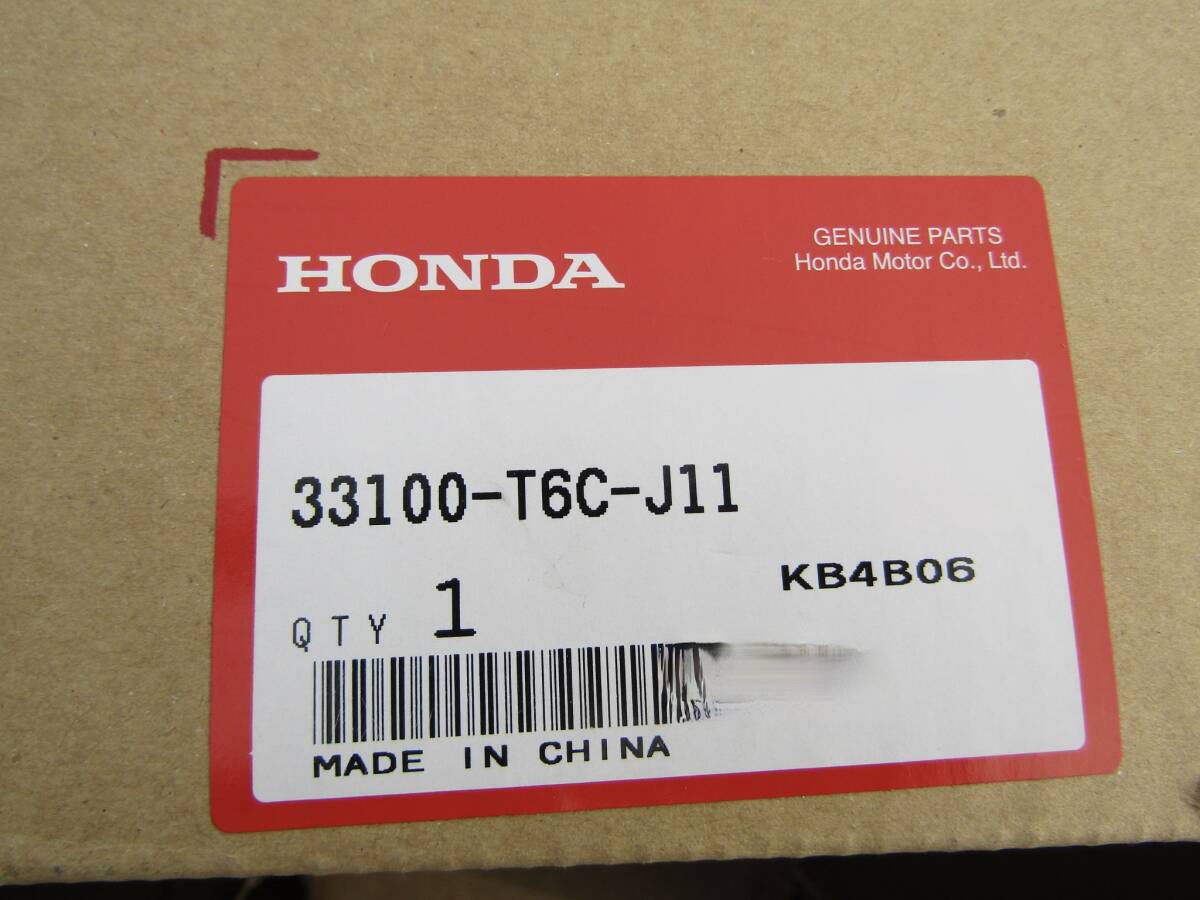 HONDA
GENUINE PARTS
Honda Motor Co., Ltd.
33100-T6C-J11
KB4B06
QTY 1
MADE IN CHINA